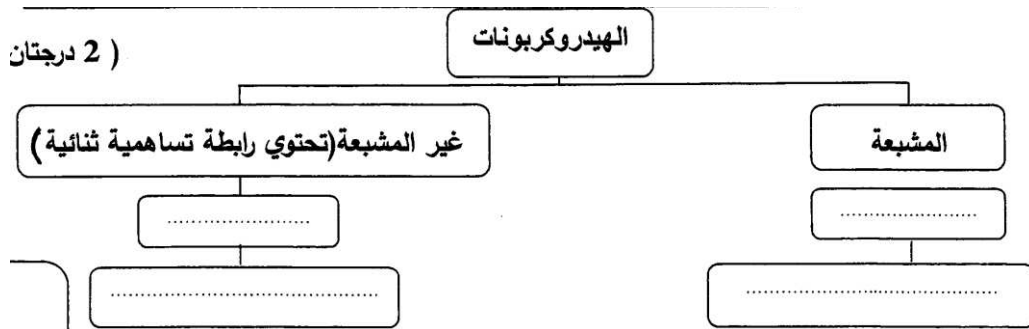 الهيدروكربونات
( 2 درجتان
المشبعة
غير المشبعة(تحتوي رابطة تساهمية ثنائية)
......................
.......................
........................................
...........................................